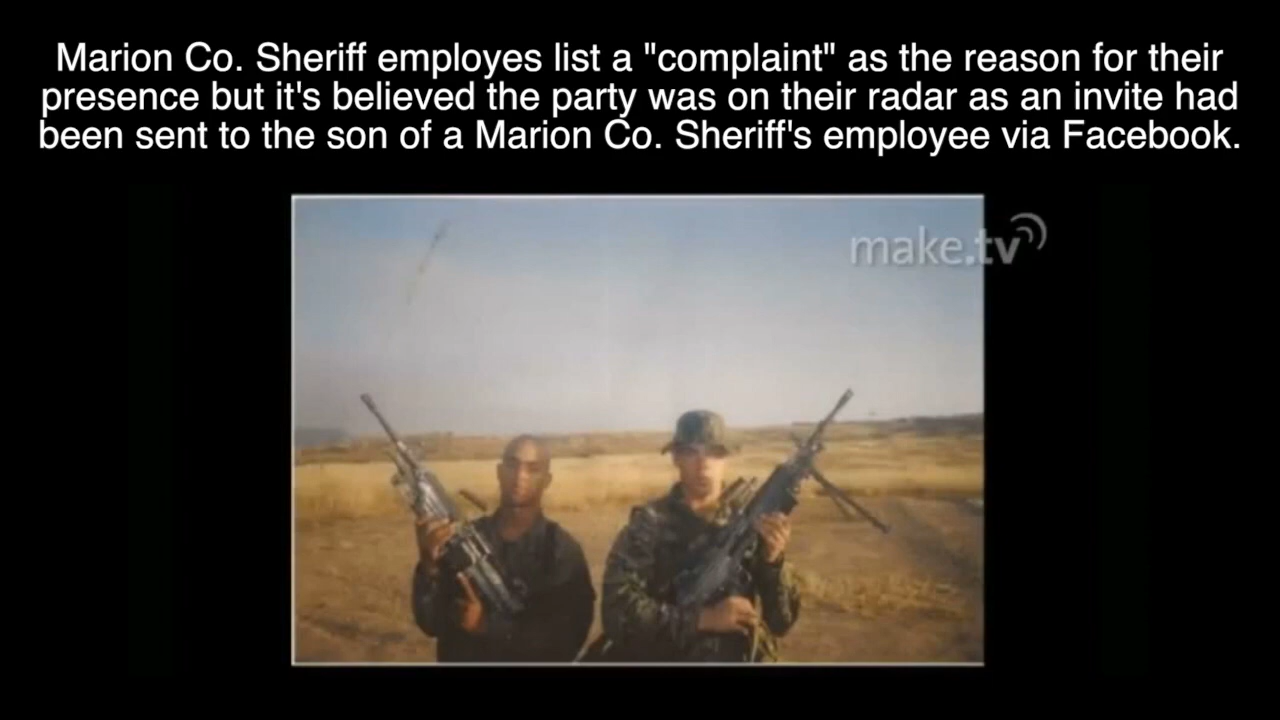 Marion Co. Sheriff employes list a "complaint" as the reason for their
presence but it's believed the party was on their radar as an invite had
been sent to the son of a Marion Co. Sheriff's employee via Facebook.
make.tv